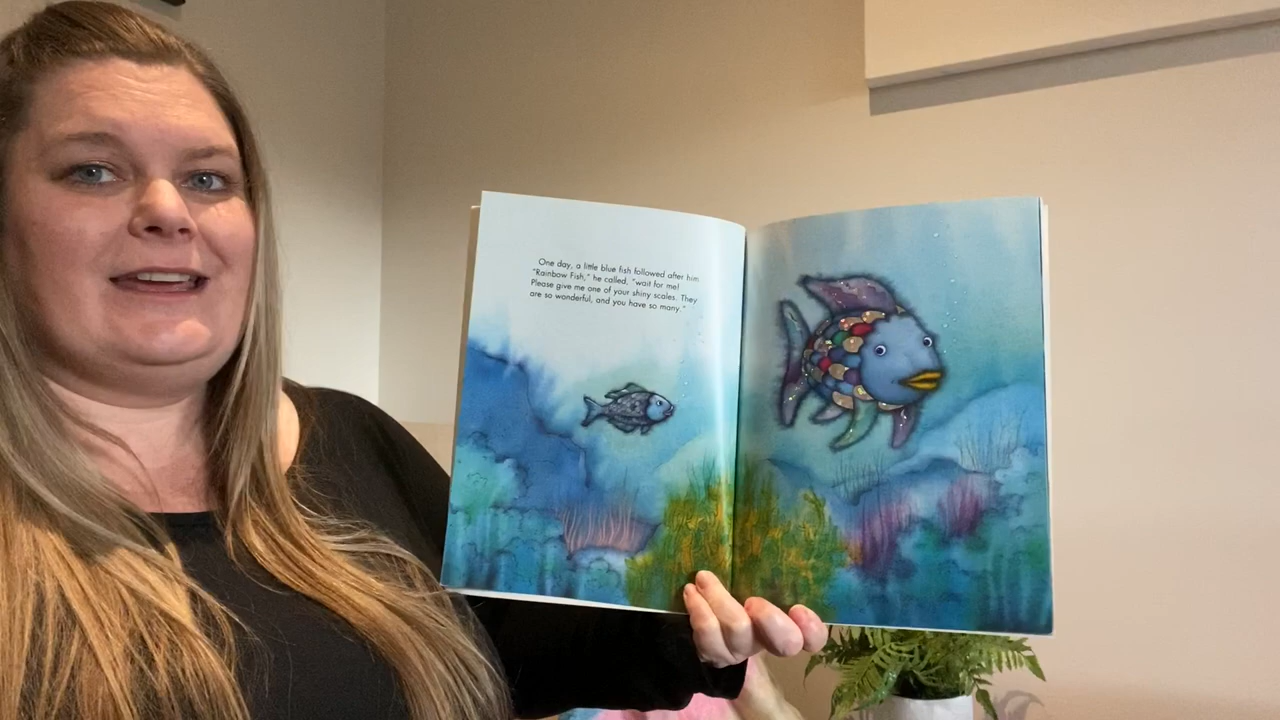 One day, a little blue fish followed after him.
“Rainbow Fish,” he called, “wait for me!
Please give me one of your shiny scales. They
are so wonderful, and you have so many.”